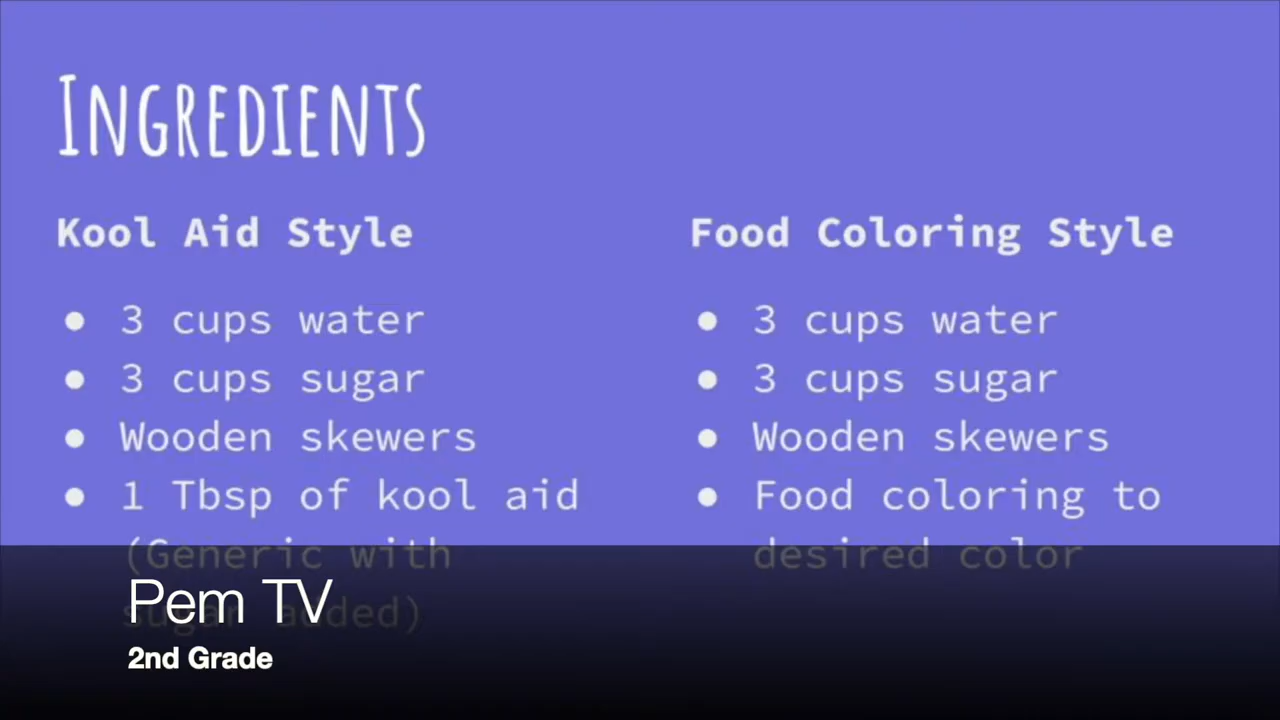 INGREDIENTS
Kool Aid Style
● 3 cups water
● 3 cups sugar
● Wooden skewers
● 1 Tbsp of kool aid
(Generic with
sugar added)
Food Coloring Style
● 3 cups water
● 3 cups sugar
● Wooden skewers
● Food coloring to
desired color
Pem TV
2nd Grade